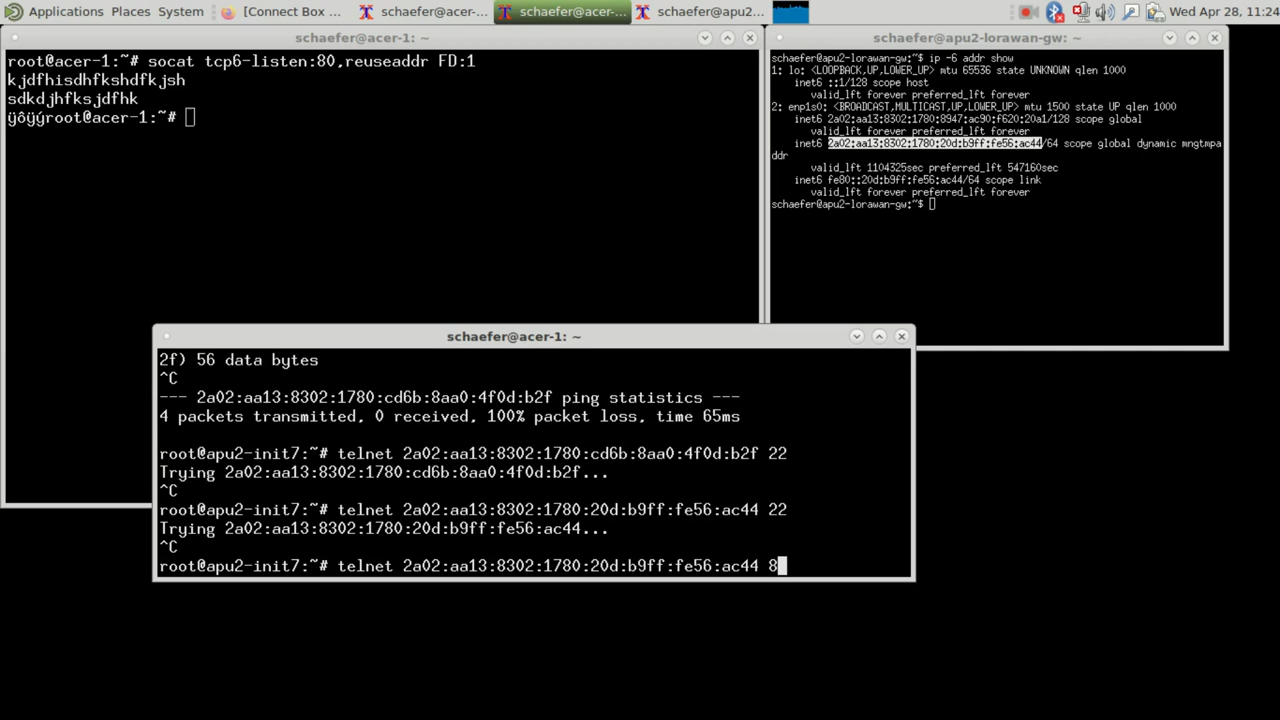 Applications Places System [Connect Box ... schaefer@acer-... schaefer@acer-... schaefer@apu2... Wed Apr 28, 11:24
schaefer@acer-1: ~
root@acer-1:~# socat tcp6-listen:80,reuseaddr FD:1
kjdfhisdhfkshdfkjsh
sdkdjhfksjdfhk
ÿôÿýroot@acer-1:~#
schaefer@apu2-lorawan-gw: ~
schaefer@apu2-lorawan-gw:~$ ip -6 addr show
1: lo: <LOOPBACK,UP,LOWER_UP> mtu 65536 state UNKNOWN qlen 1000
inet6 ::1/128 scope host
valid_lft forever preferred_lft forever
2: enp1s0: <BROADCAST,MULTICAST,UP,LOWER_UP> mtu 1500 state UP qlen 1000
inet6 2a02:aa13:8302:1780:8947:ac90:f620:20a1/128 scope global
valid_lft forever preferred_lft forever
inet6 2a02:aa13:8302:1780:20d:b9ff:fe56:ac44/64 scope global dynamic mngtmpa
ddr
valid_lft 1104325sec preferred_lft 547160sec
inet6 fe80::20d:b9ff:fe56:ac44/64 scope link
valid_lft forever preferred_lft forever
schaefer@apu2-lorawan-gw:~$
schaefer@acer-1: ~
2f) 56 data bytes
^C
--- 2a02:aa13:8302:1780:cd6b:8aa0:4f0d:b2f ping statistics ---
4 packets transmitted, 0 received, 100% packet loss, time 65ms
root@apu2-init7:~# telnet 2a02:aa13:8302:1780:cd6b:8aa0:4f0d:b2f 22
Trying 2a02:aa13:8302:1780:cd6b:8aa0:4f0d:b2f...
^C
root@apu2-init7:~# telnet 2a02:aa13:8302:1780:20d:b9ff:fe56:ac44 22
Trying 2a02:aa13:8302:1780:20d:b9ff:fe56:ac44...
^C
root@apu2-init7:~# telnet 2a02:aa13:8302:1780:20d:b9ff:fe56:ac44 8